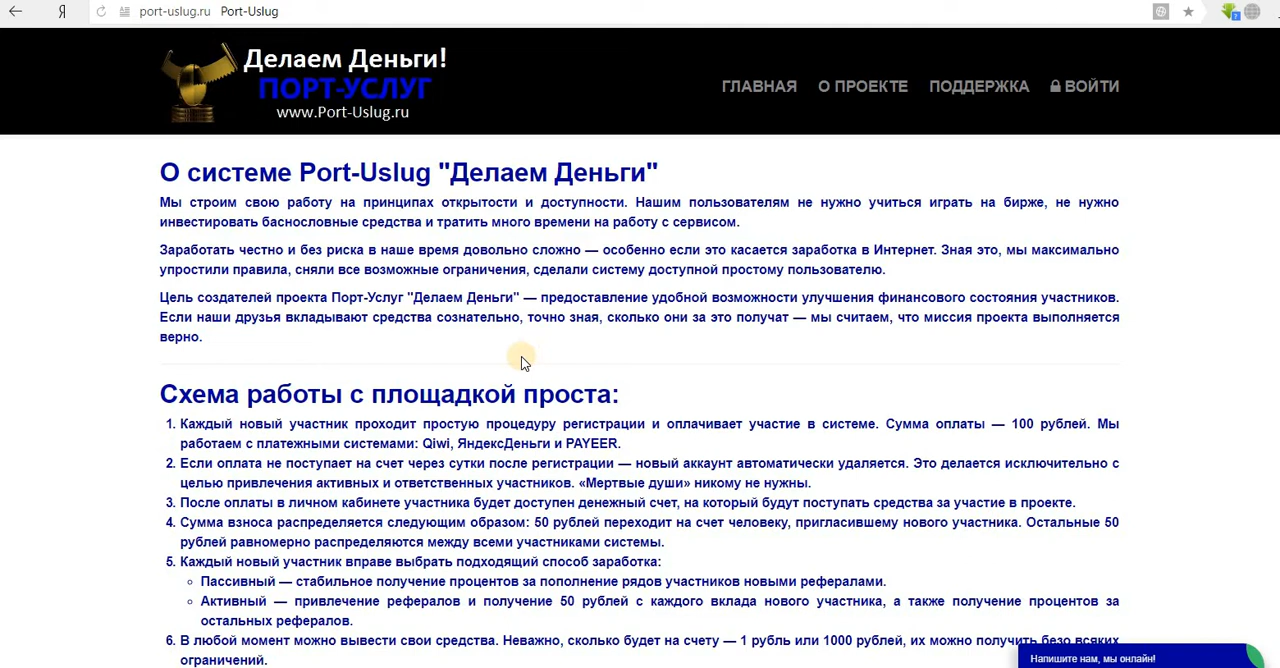 Я port-uslug.ru Port-Uslug
7
Делаем Деньги!
ПОРТ-УСЛУГ
www.Port-Uslug.ru
ГЛАВНАЯ О ПРОЕКТЕ ПОДДЕРЖКА ВОЙТИ
О системе Port-Uslug "Делаем Деньги"
Мы строим свою работу на принципах открытости и доступности. Нашим пользователям не нужно учиться играть на бирже, не нужно
инвестировать баснословные средства и тратить много времени на работу с сервисом.
Заработать честно и без риска в наше время довольно сложно — особенно если это касается заработка в Интернет. Зная это, мы максимально
упростили правила, сняли все возможные ограничения, сделали систему доступной простому пользователю.
Цель создателей проекта Порт-Услуг "Делаем Деньги" — предоставление удобной возможности улучшения финансового состояния участников.
Если наши друзья вкладывают средства сознательно, точно зная, сколько они за это получат — мы считаем, что миссия проекта выполняется
верно.
Схема работы с площадкой проста:
1. Каждый новый участник проходит простую процедуру регистрации и оплачивает участие в системе. Сумма оплаты — 100 рублей. Мы
работаем с платежными системами: Qiwi, ЯндексДеньги и PAYEER.
2. Если оплата не поступает на счет через сутки после регистрации — новый аккаунт автоматически удаляется. Это делается исключительно с
целью привлечения активных и ответственных участников. «Мертвые души» никому не нужны.
3. После оплаты в личном кабинете участника будет доступен денежный счет, на который будут поступать средства за участие в проекте.
4. Сумма взноса распределяется следующим образом: 50 рублей переходит на счет человеку, пригласившему нового участника. Остальные 50
рублей равномерно распределяются между всеми участниками системы.
5. Каждый новый участник вправе выбрать подходящий способ заработка:
Пассивный — стабильное получение процентов за пополнение рядов участников новыми рефералами.
Активный — привлечение рефералов и получение 50 рублей с каждого вклада нового участника, а также получение процентов за
остальных рефералов.
6. В любой момент можно вывести свои средства. Неважно, сколько будет на счету — 1 рубль или 1000 рублей, их можно получить безо всяких
ограничений.
Напишите нам, мы онлайн!